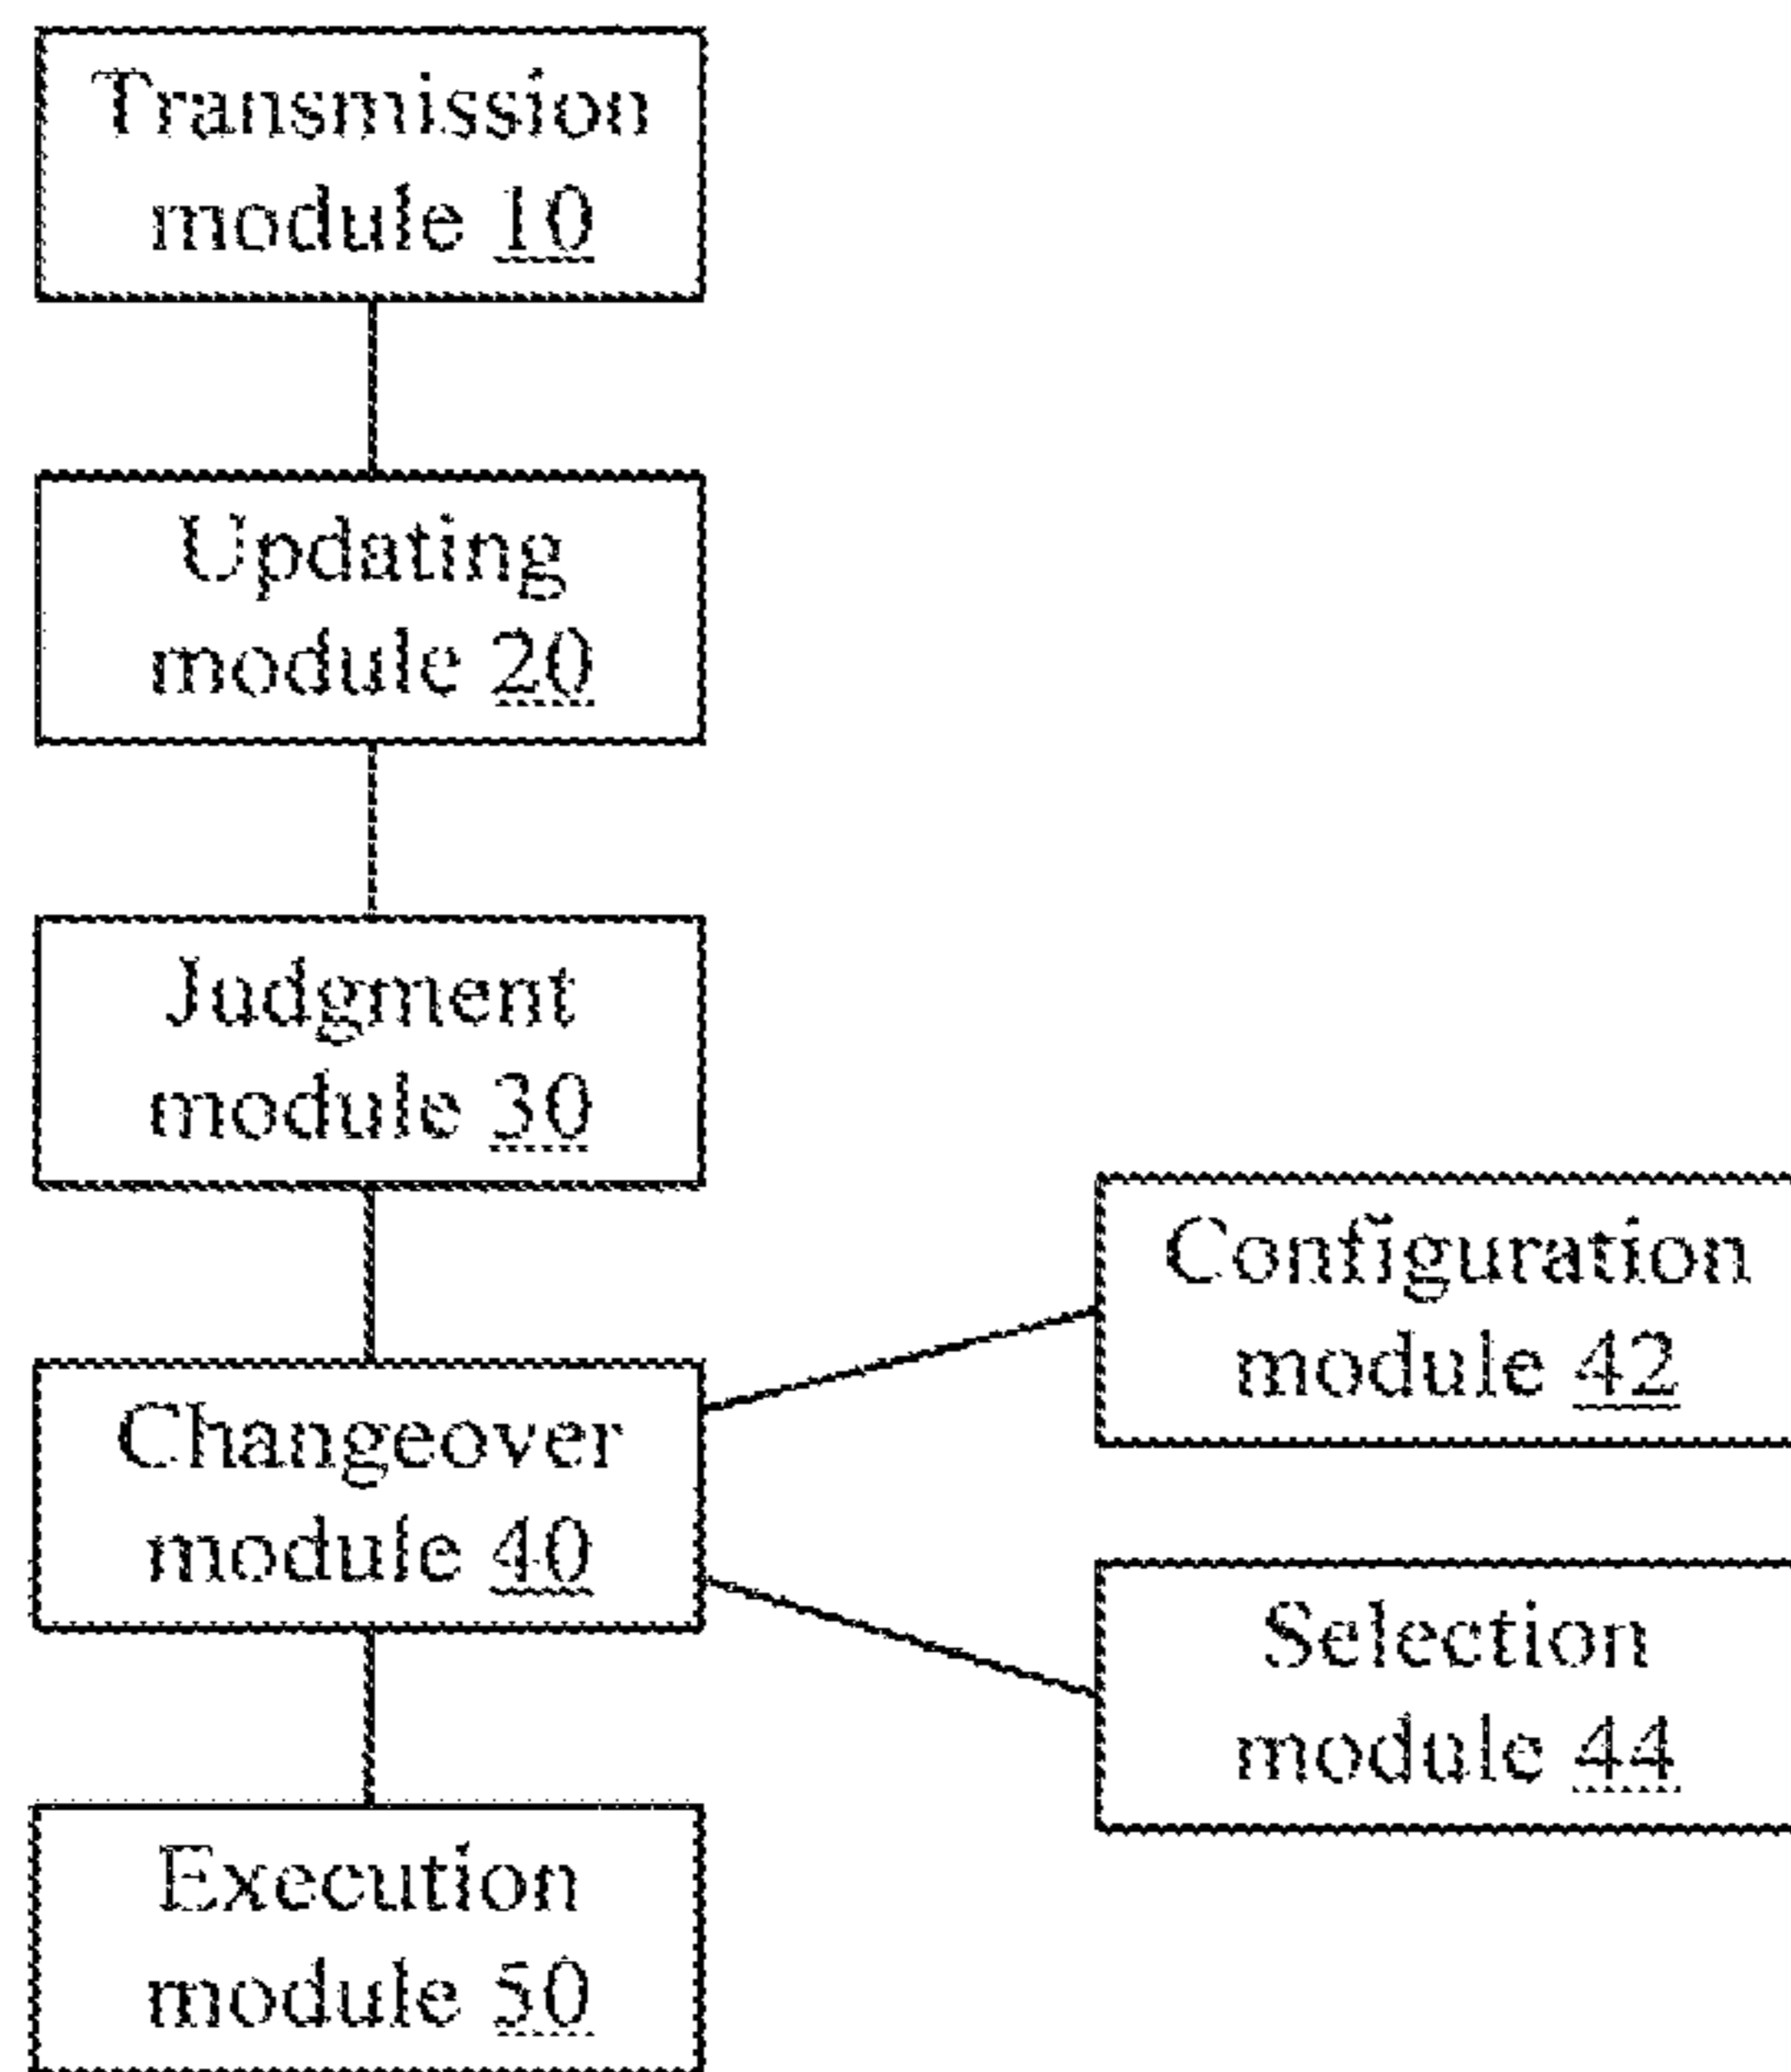 Transmission
module 10
Updating
module 20
Judgment
module 30
Changeover
module 40
Execution
module 50
Configuration
module 42
Selection
module 44